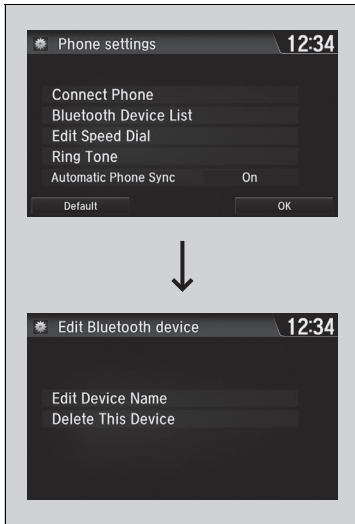 Phone settings 12:34
Connect Phone
Bluetooth Device List
Edit Speed Dial
Ring Tone
Automatic Phone Sync On
Default OK
Edit Bluetooth device 12:34
Edit Device Name
Delete This Device